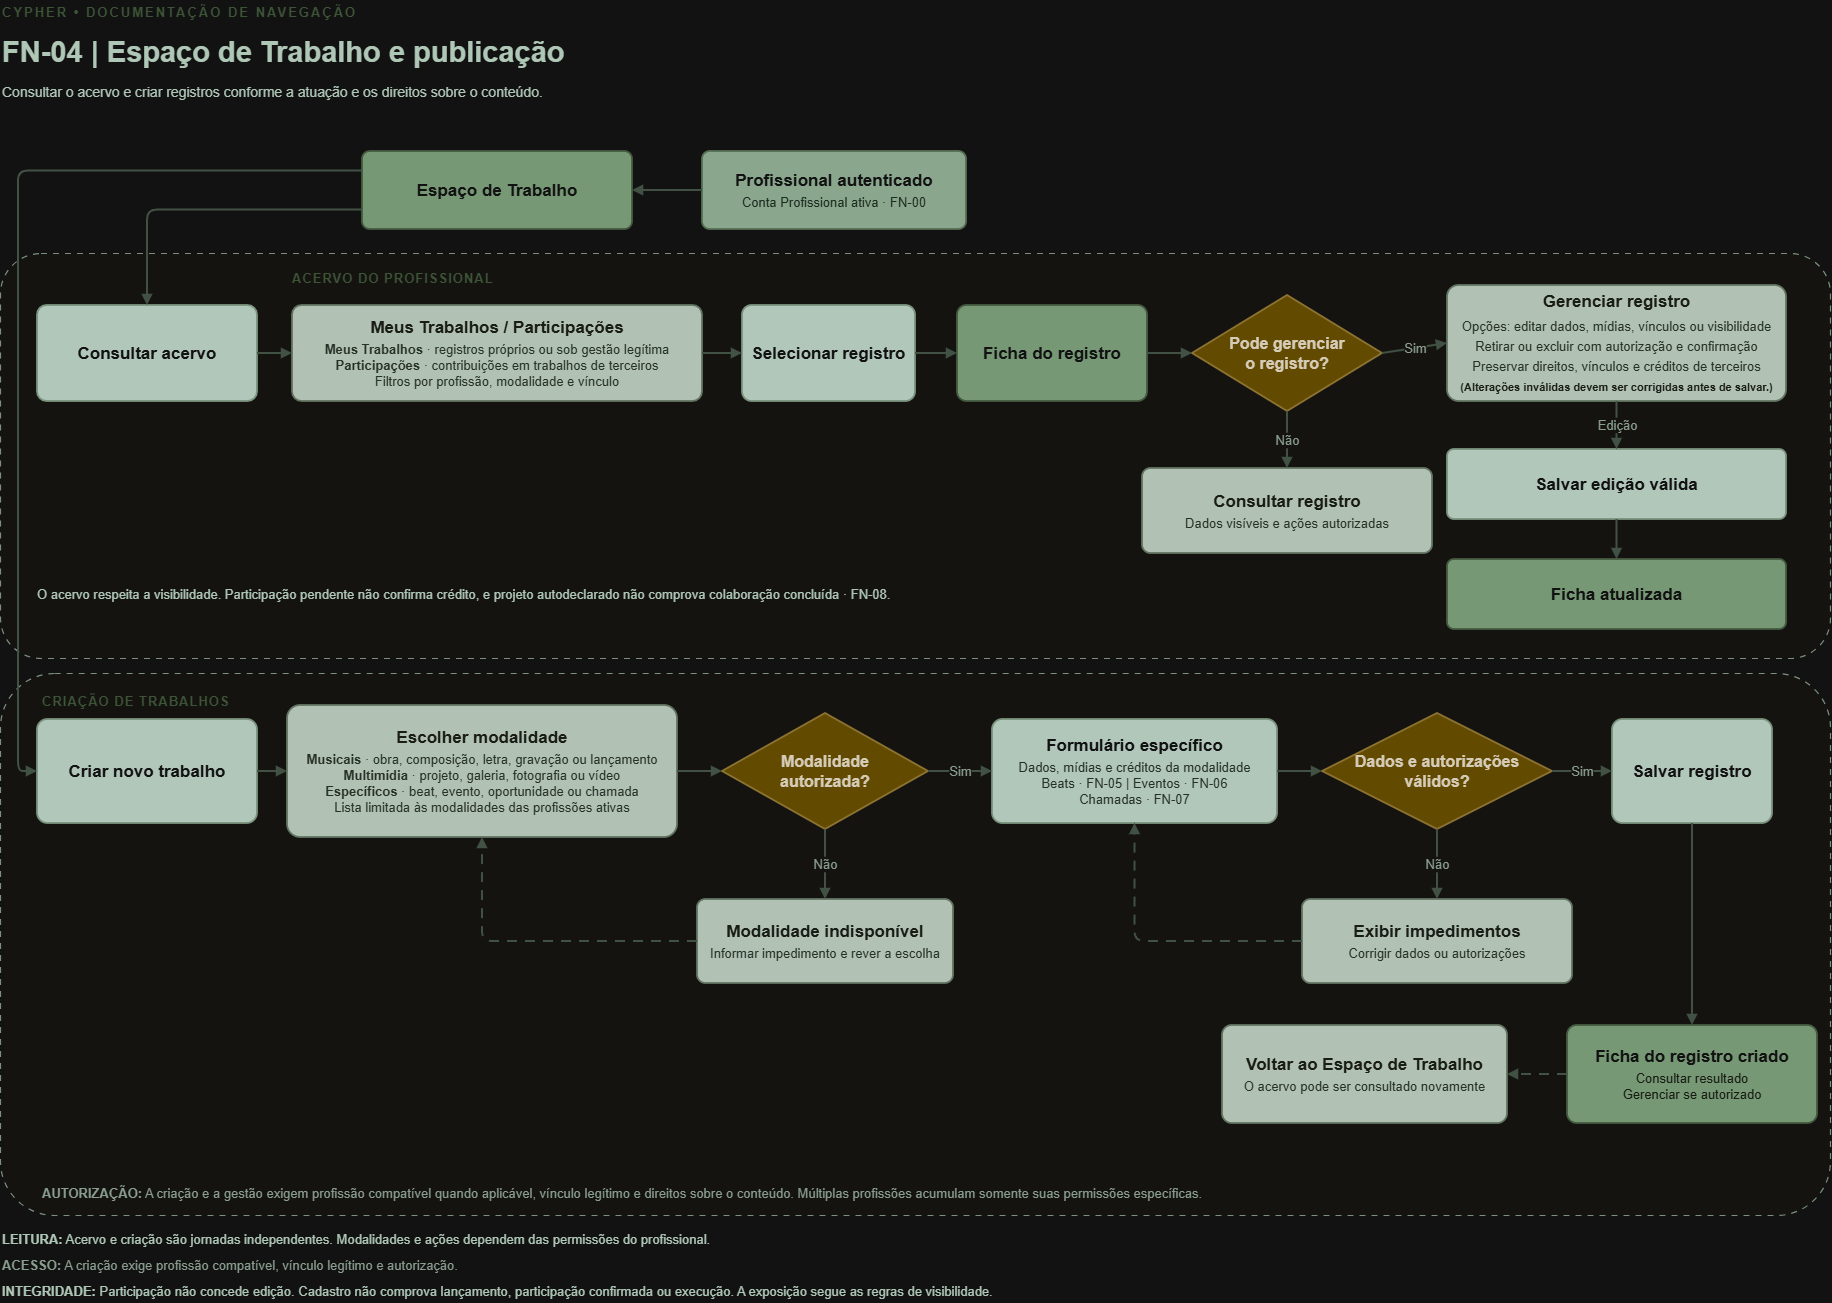 CYPHER • DOCUMENTAÇÃO DE NAVEGAÇÃO
FN-04 | Espaço de Trabalho e publicação
Consultar o acervo e criar registros conforme a atuação e os direitos sobre o conteúdo.
Espaço de Trabalho
Profissional autenticado
Conta Profissional ativa · FN-00
ACERVO DO PROFISSIONAL
Consultar acervo
Meus Trabalhos / Participações
Meus Trabalhos · registros próprios ou sob gestão legítima
Participações · contribuições em trabalhos de terceiros
Filtros por profissão, modalidade e vínculo
Selecionar registro
Ficha do registro
Pode gerenciar
o registro?
Sim
Gerenciar registro
Opções: editar dados, mídias, vínculos ou visibilidade
Retirar ou excluir com autorização e confirmação
Preservar direitos, vínculos e créditos de terceiros
(Alterações inválidas devem ser corrigidas antes de salvar.)
Não
Edição
Consultar registro
Dados visíveis e ações autorizadas
Salvar edição válida
Ficha atualizada
O acervo respeita a visibilidade. Participação pendente não confirma crédito, e projeto autodeclarado não comprova colaboração concluída · FN-08.
CRIAÇÃO DE TRABALHOS
Criar novo trabalho
Escolher modalidade
Musicais · obra, composição, letra, gravação ou lançamento
Multimídia · projeto, galeria, fotografia ou vídeo
Específicos · beat, evento, oportunidade ou chamada
Lista limitada às modalidades das profissões ativas
Modalidade
autorizada?
Sim
Formulário específico
Dados, mídias e créditos da modalidade
Beats · FN-05 | Eventos · FN-06
Chamadas · FN-07
Dados e autorizações
válidos?
Sim
Salvar registro
Não
Não
Modalidade indisponível
Informar impedimento e rever a escolha
Exibir impedimentos
Corrigir dados ou autorizações
Voltar ao Espaço de Trabalho
O acervo pode ser consultado novamente
Ficha do registro criado
Consultar resultado
Gerenciar se autorizado
AUTORIZAÇÃO: A criação e a gestão exigem profissão compatível quando aplicável, vínculo legítimo e direitos sobre o conteúdo. Múltiplas profissões acumulam somente suas permissões específicas.
LEITURA: Acervo e criação são jornadas independentes. Modalidades e ações dependem das permissões do profissional.
ACESSO: A criação exige profissão compatível, vínculo legítimo e autorização.
INTEGRIDADE: Participação não concede edição. Cadastro não comprova lançamento, participação confirmada ou execução. A exposição segue as regras de visibilidade.